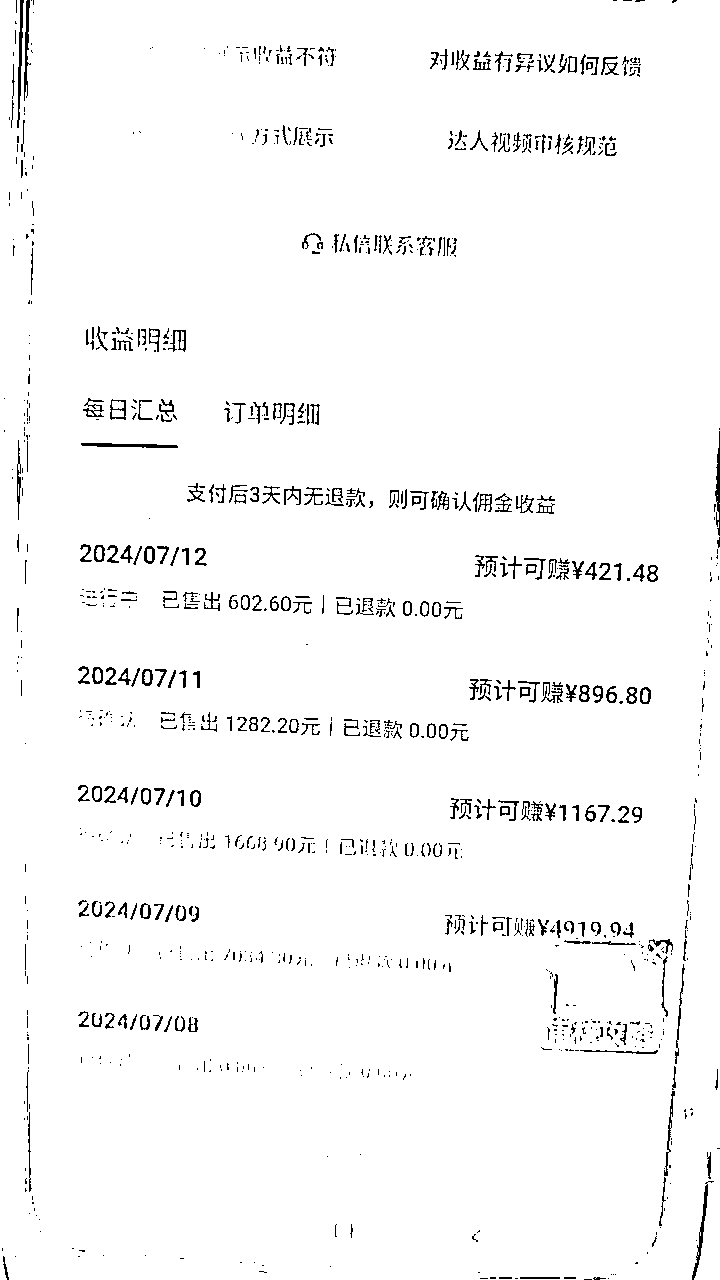 收益不符 对收益有异议如何反馈
方式展示 达人视频审核规范
私信联系客服
收益明细
每日汇总 订单明细
支付后3天内无退款，则可确认佣金收益
2024/07/12 预计可赚¥421.48
进行中 已售出 602.60元 | 已退款 0.00元
2024/07/11 预计可赚¥896.80
已售出 1282.20元 | 已退款 0.00元
2024/07/10 预计可赚¥1167.29
已售出 1668.90元 | 已退款 0.00元
2024/07/09 预计可赚¥4919.94
2024/07/08